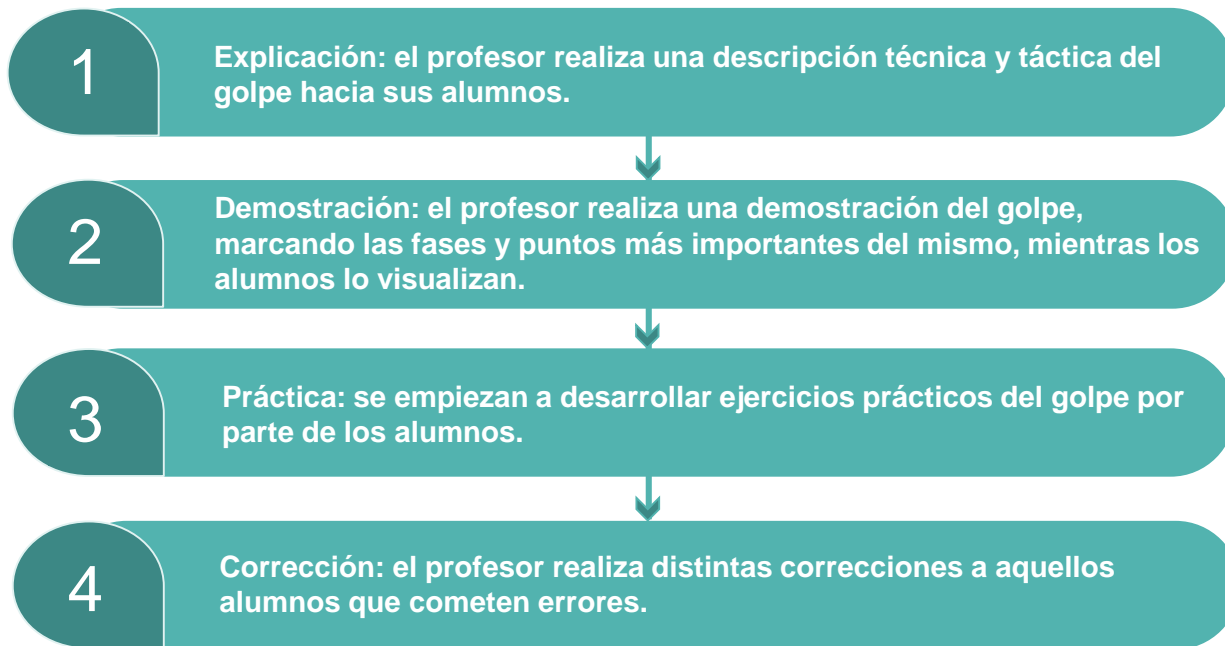 1
Explicación: el profesor realiza una descripción técnica y táctica del
golpe hacia sus alumnos.
2
Demostración: el profesor realiza una demostración del golpe,
marcando las fases y puntos más importantes del mismo, mientras los
alumnos lo visualizan.
3
Práctica: se empiezan a desarrollar ejercicios prácticos del golpe por
parte de los alumnos.
4
Corrección: el profesor realiza distintas correcciones a aquellos
alumnos que cometen errores.